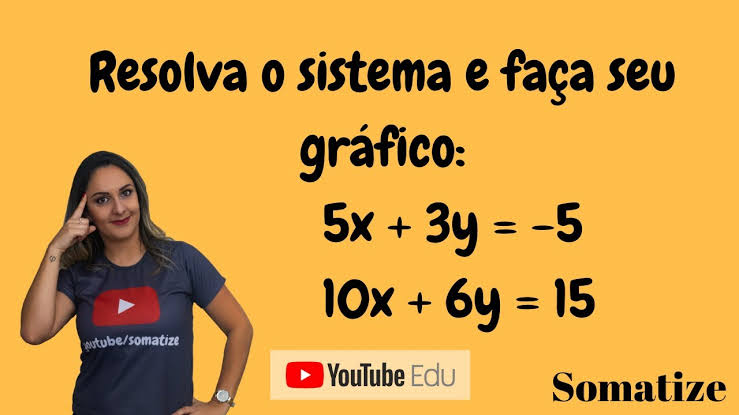 Resolva o sistema e faça seu
gráfico:
5x + 3y = -5
10x + 6y = 15
youtube/somatize
YouTube Edu
Somatize